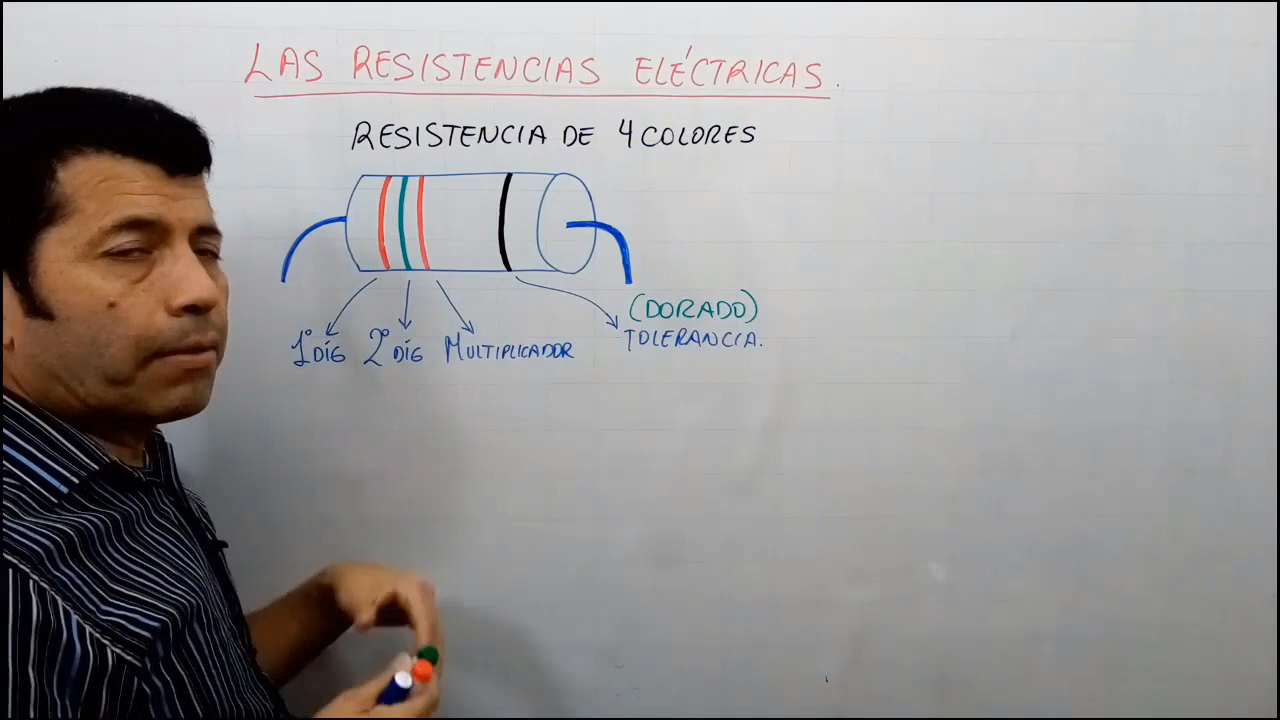 LAS RESISTENCIAS ELÉCTRICAS.
RESISTENCIA DE 4 COLORES
(DORADO)
1° DÍG 2° DÍG MULTIPLICADOR TOLERANCIA.